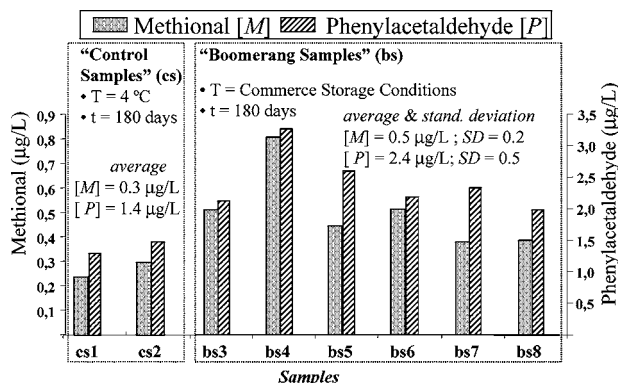 Methional [M] Phenylacetaldehyde [P]
“Control
Samples” (cs)
• T = 4 ºC
• t = 180 days
average
[M] = 0.3 µg/L
[ P] = 1.4 µg/L
“Boomerang Samples” (bs)
• T = Commerce Storage Conditions
• t = 180 days
average & stand. deviation
[M] = 0.5 µg/L ; SD = 0.2
[ P] = 2.4 µg/L; SD = 0.5
Methional (µg/L)
0,9
0,8
0,7
0,6
0,5
0,4
0,3
0,2
0,1
Phenylacetaldehyde (µg/L)
3,5
3,0
2,5
2,0
1,5
1,0
0,5
cs1 cs2 bs3 bs4 bs5 bs6 bs7 bs8
Samples